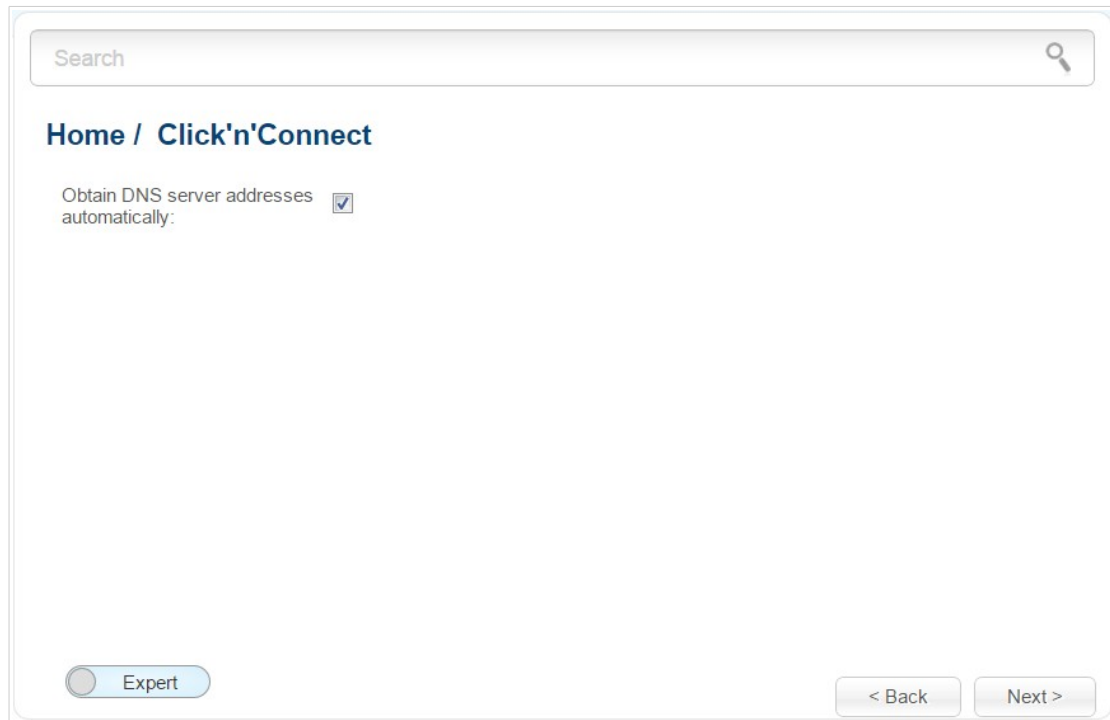 Search
Home / Click'n'Connect
Obtain DNS server addresses
automatically:
Expert
< Back
Next >